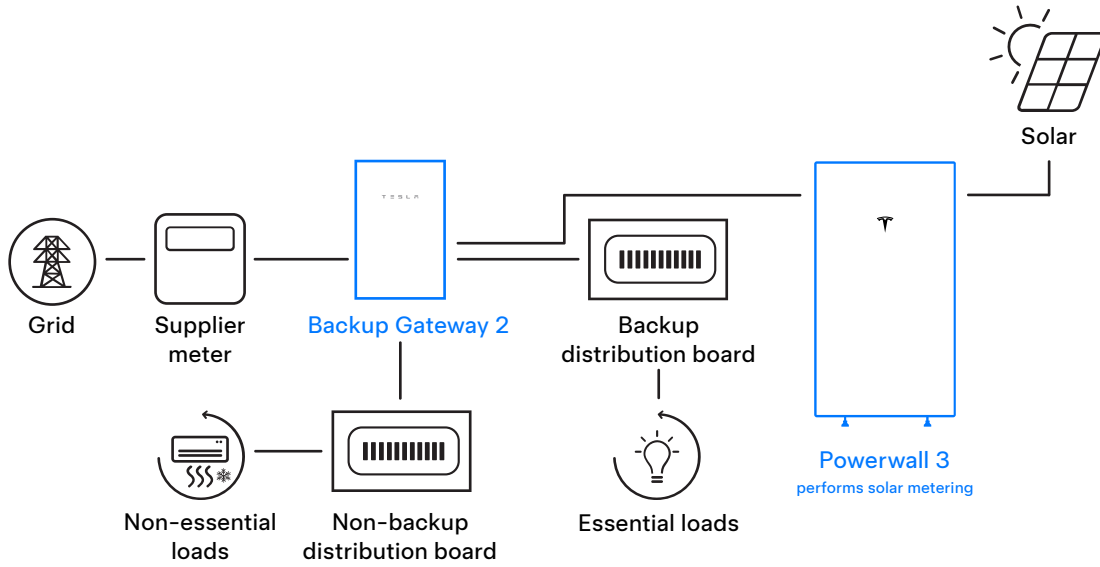 Solar
TESLA
Grid
Supplier
meter
Backup Gateway 2
Backup
distribution board
Powerwall 3
performs solar metering
Non-essential
loads
Non-backup
distribution board
Essential loads